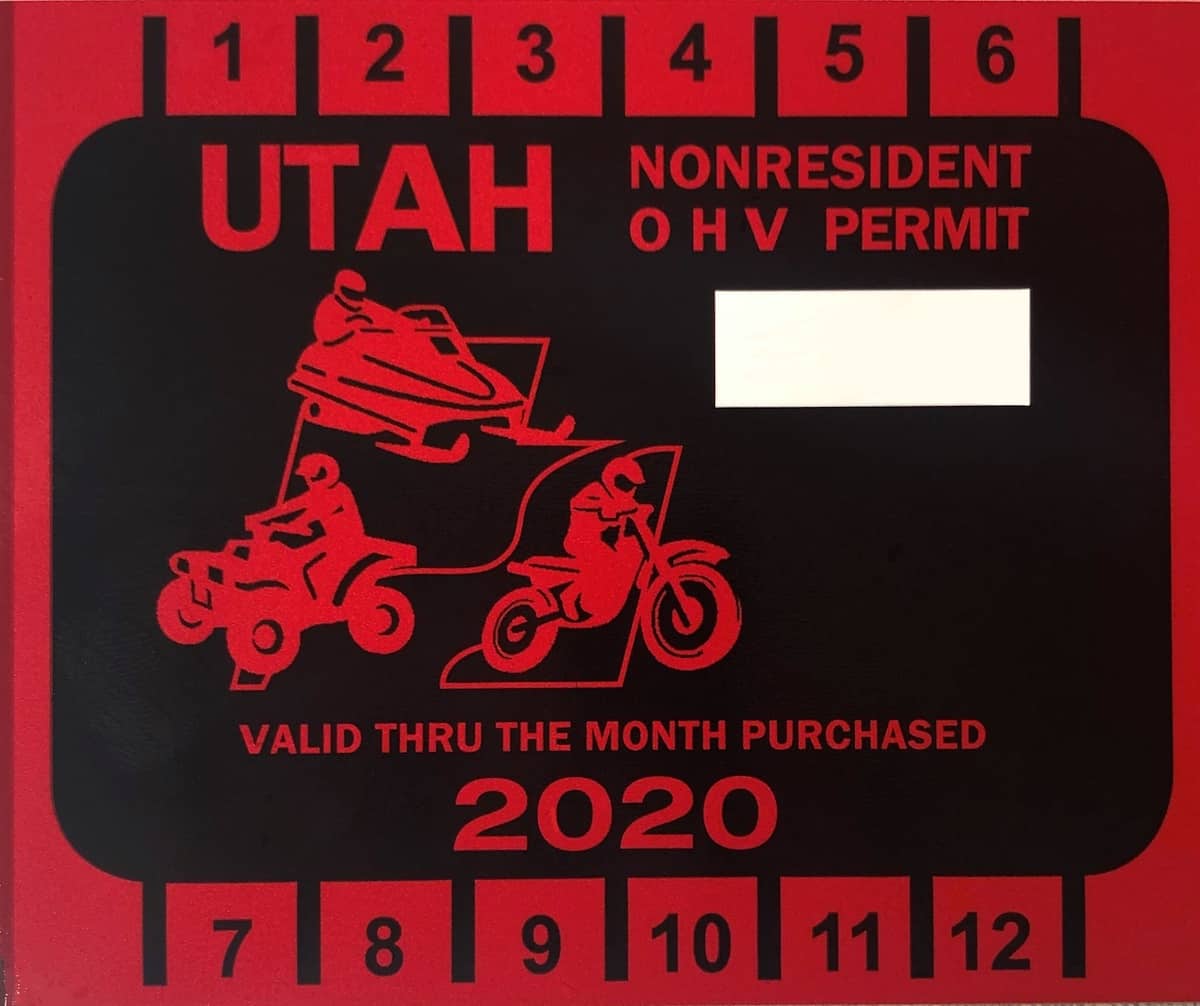 1 2 3 4 5 6
UTAH
NONRESIDENT
OHV PERMIT
VALID THRU THE MONTH PURCHASED
2020
7 8 9 10 11 12